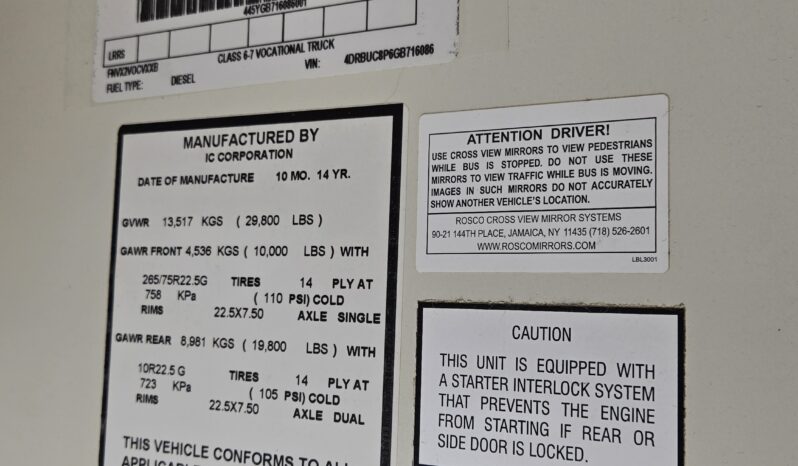 LRRS
FNVX2VOCVXXB
CLASS 6-7 VOCATIONAL TRUCK
FUEL TYPE: DIESEL VIN: 4DRBUC8P6GB716086
MANUFACTURED BY
IC CORPORATION
DATE OF MANUFACTURE 10 MO. 14 YR.
GVWR 13,517 KGS ( 29,800 LBS )
GAWR FRONT 4,536 KGS ( 10,000 LBS ) WITH
265/75R22.5G TIRES 14 PLY AT
758 KPa ( 110 PSI) COLD
RIMS 22.5X7.50 AXLE SINGLE
GAWR REAR 8,981 KGS ( 19,800 LBS ) WITH
10R22.5 G TIRES 14 PLY AT
723 KPa ( 105 PSI) COLD
RIMS 22.5X7.50 AXLE DUAL
THIS VEHICLE CONFORMS TO ALL
ATTENTION DRIVER!
USE CROSS VIEW MIRRORS TO VIEW PEDESTRIANS
WHILE BUS IS STOPPED. DO NOT USE THESE
MIRRORS TO VIEW TRAFFIC WHILE BUS IS MOVING.
IMAGES IN SUCH MIRRORS DO NOT ACCURATELY
SHOW ANOTHER VEHICLE'S LOCATION.
ROSCO CROSS VIEW MIRROR SYSTEMS
90-21 144TH PLACE, JAMAICA, NY 11435 (718) 526-2601
WWW.ROSCOMIRRORS.COM
LBL3001
CAUTION
THIS UNIT IS EQUIPPED WITH
A STARTER INTERLOCK SYSTEM
THAT PREVENTS THE ENGINE
FROM STARTING IF REAR OR
SIDE DOOR IS LOCKED.